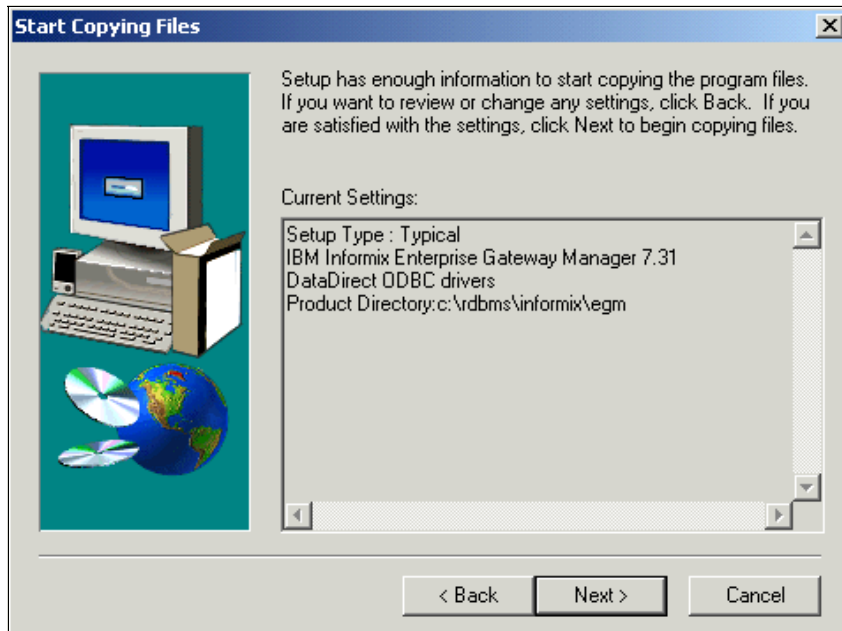 Start Copying Files
Setup has enough information to start copying the program files.
If you want to review or change any settings, click Back.  If you
are satisfied with the settings, click Next to begin copying files.
Current Settings:
Setup Type : Typical
IBM Informix Enterprise Gateway Manager 7.31
DataDirect ODBC drivers
Product Directory:c:\rdbms\informix\egm
< Back
Next >
Cancel